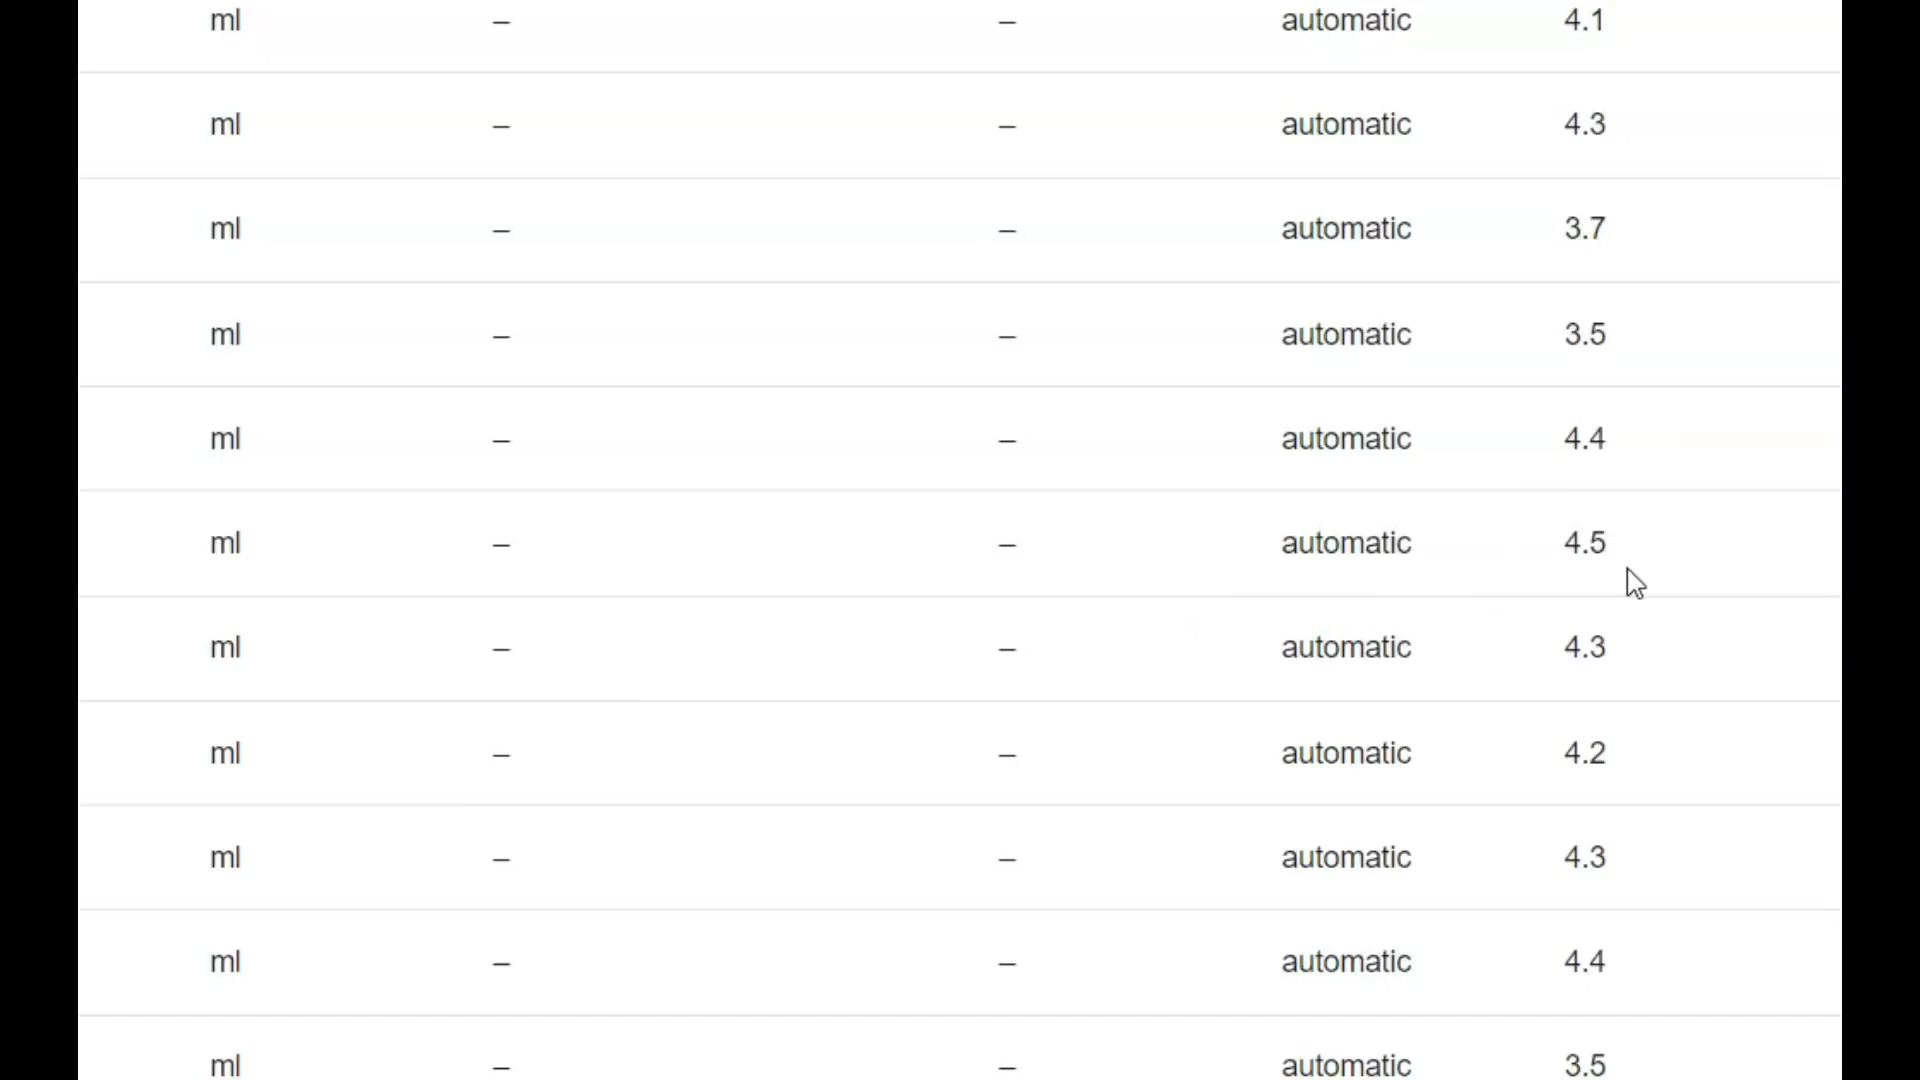 ml – – automatic 4.1
ml – – automatic 4.3
ml – – automatic 3.7
ml – – automatic 3.5
ml – – automatic 4.4
ml – – automatic 4.5
ml – – automatic 4.3
ml – – automatic 4.2
ml – – automatic 4.3
ml – – automatic 4.4
ml – – automatic 3.5